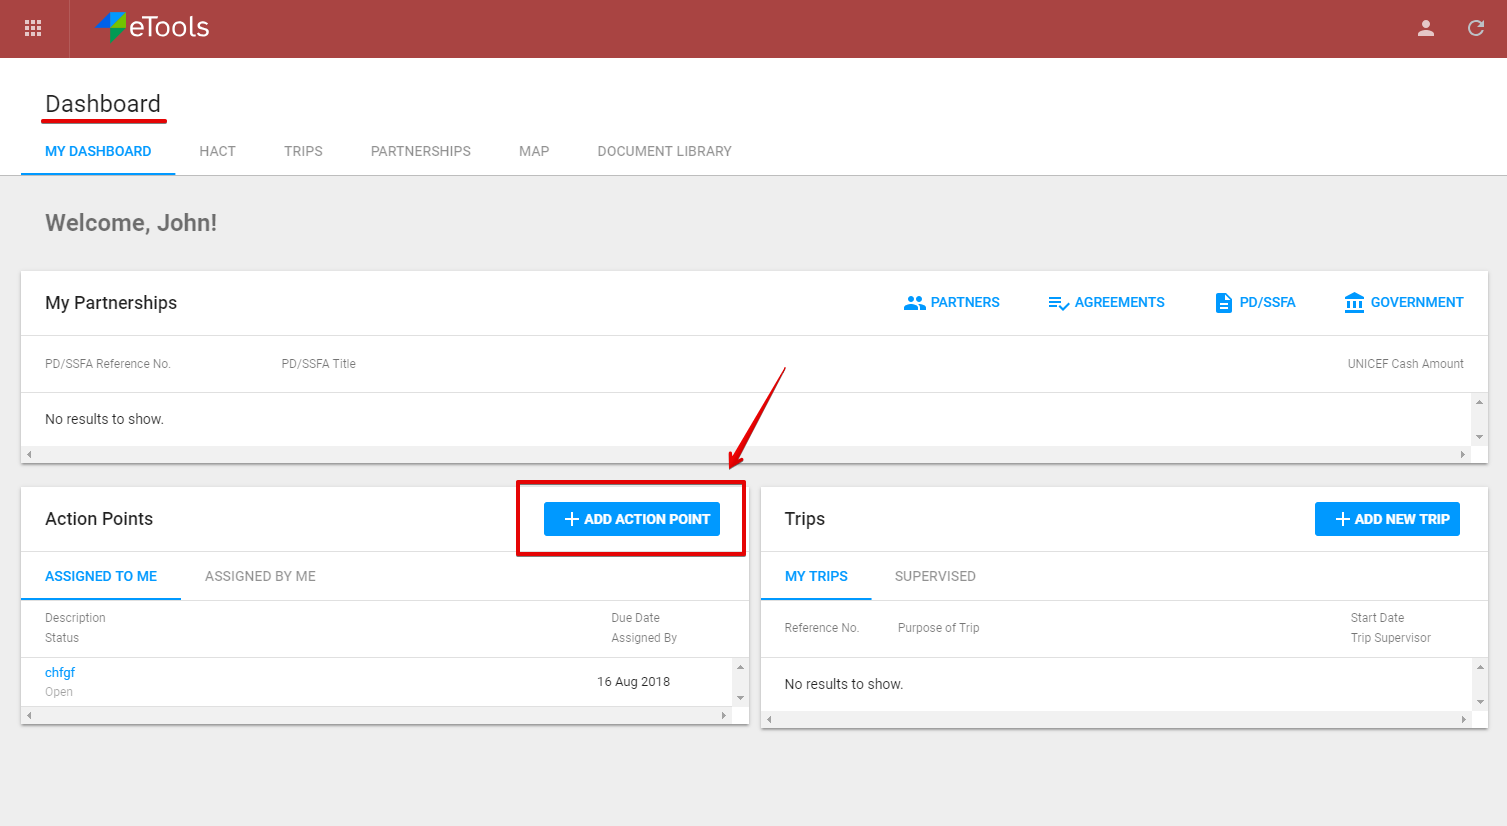 eTools
Dashboard
MY DASHBOARD HACT TRIPS PARTNERSHIPS MAP DOCUMENT LIBRARY
Welcome, John!
My Partnerships PARTNERS AGREEMENTS PD/SSFA GOVERNMENT
PD/SSFA Reference No. PD/SSFA Title UNICEF Cash Amount
No results to show.
Action Points ADD ACTION POINT
ASSIGNED TO ME ASSIGNED BY ME
Description Due Date
Status Assigned By
chfgf
Open
16 Aug 2018
Trips ADD NEW TRIP
MY TRIPS SUPERVISED
Reference No. Purpose of Trip
Start Date
Trip Supervisor
No results to show.